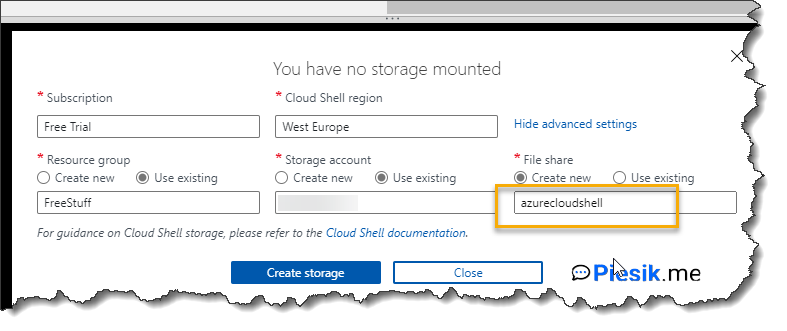 You have no storage mounted
* Subscription
* Cloud Shell region
Free Trial
West Europe
Hide advanced settings
* Resource group
* Storage account
* File share
Create new Use existing
Create new Use existing
Create new Use existing
FreeStuff
azurecloudshell
For guidance on Cloud Shell storage, please refer to the Cloud Shell documentation.
Create storage
Close
Piesik.me